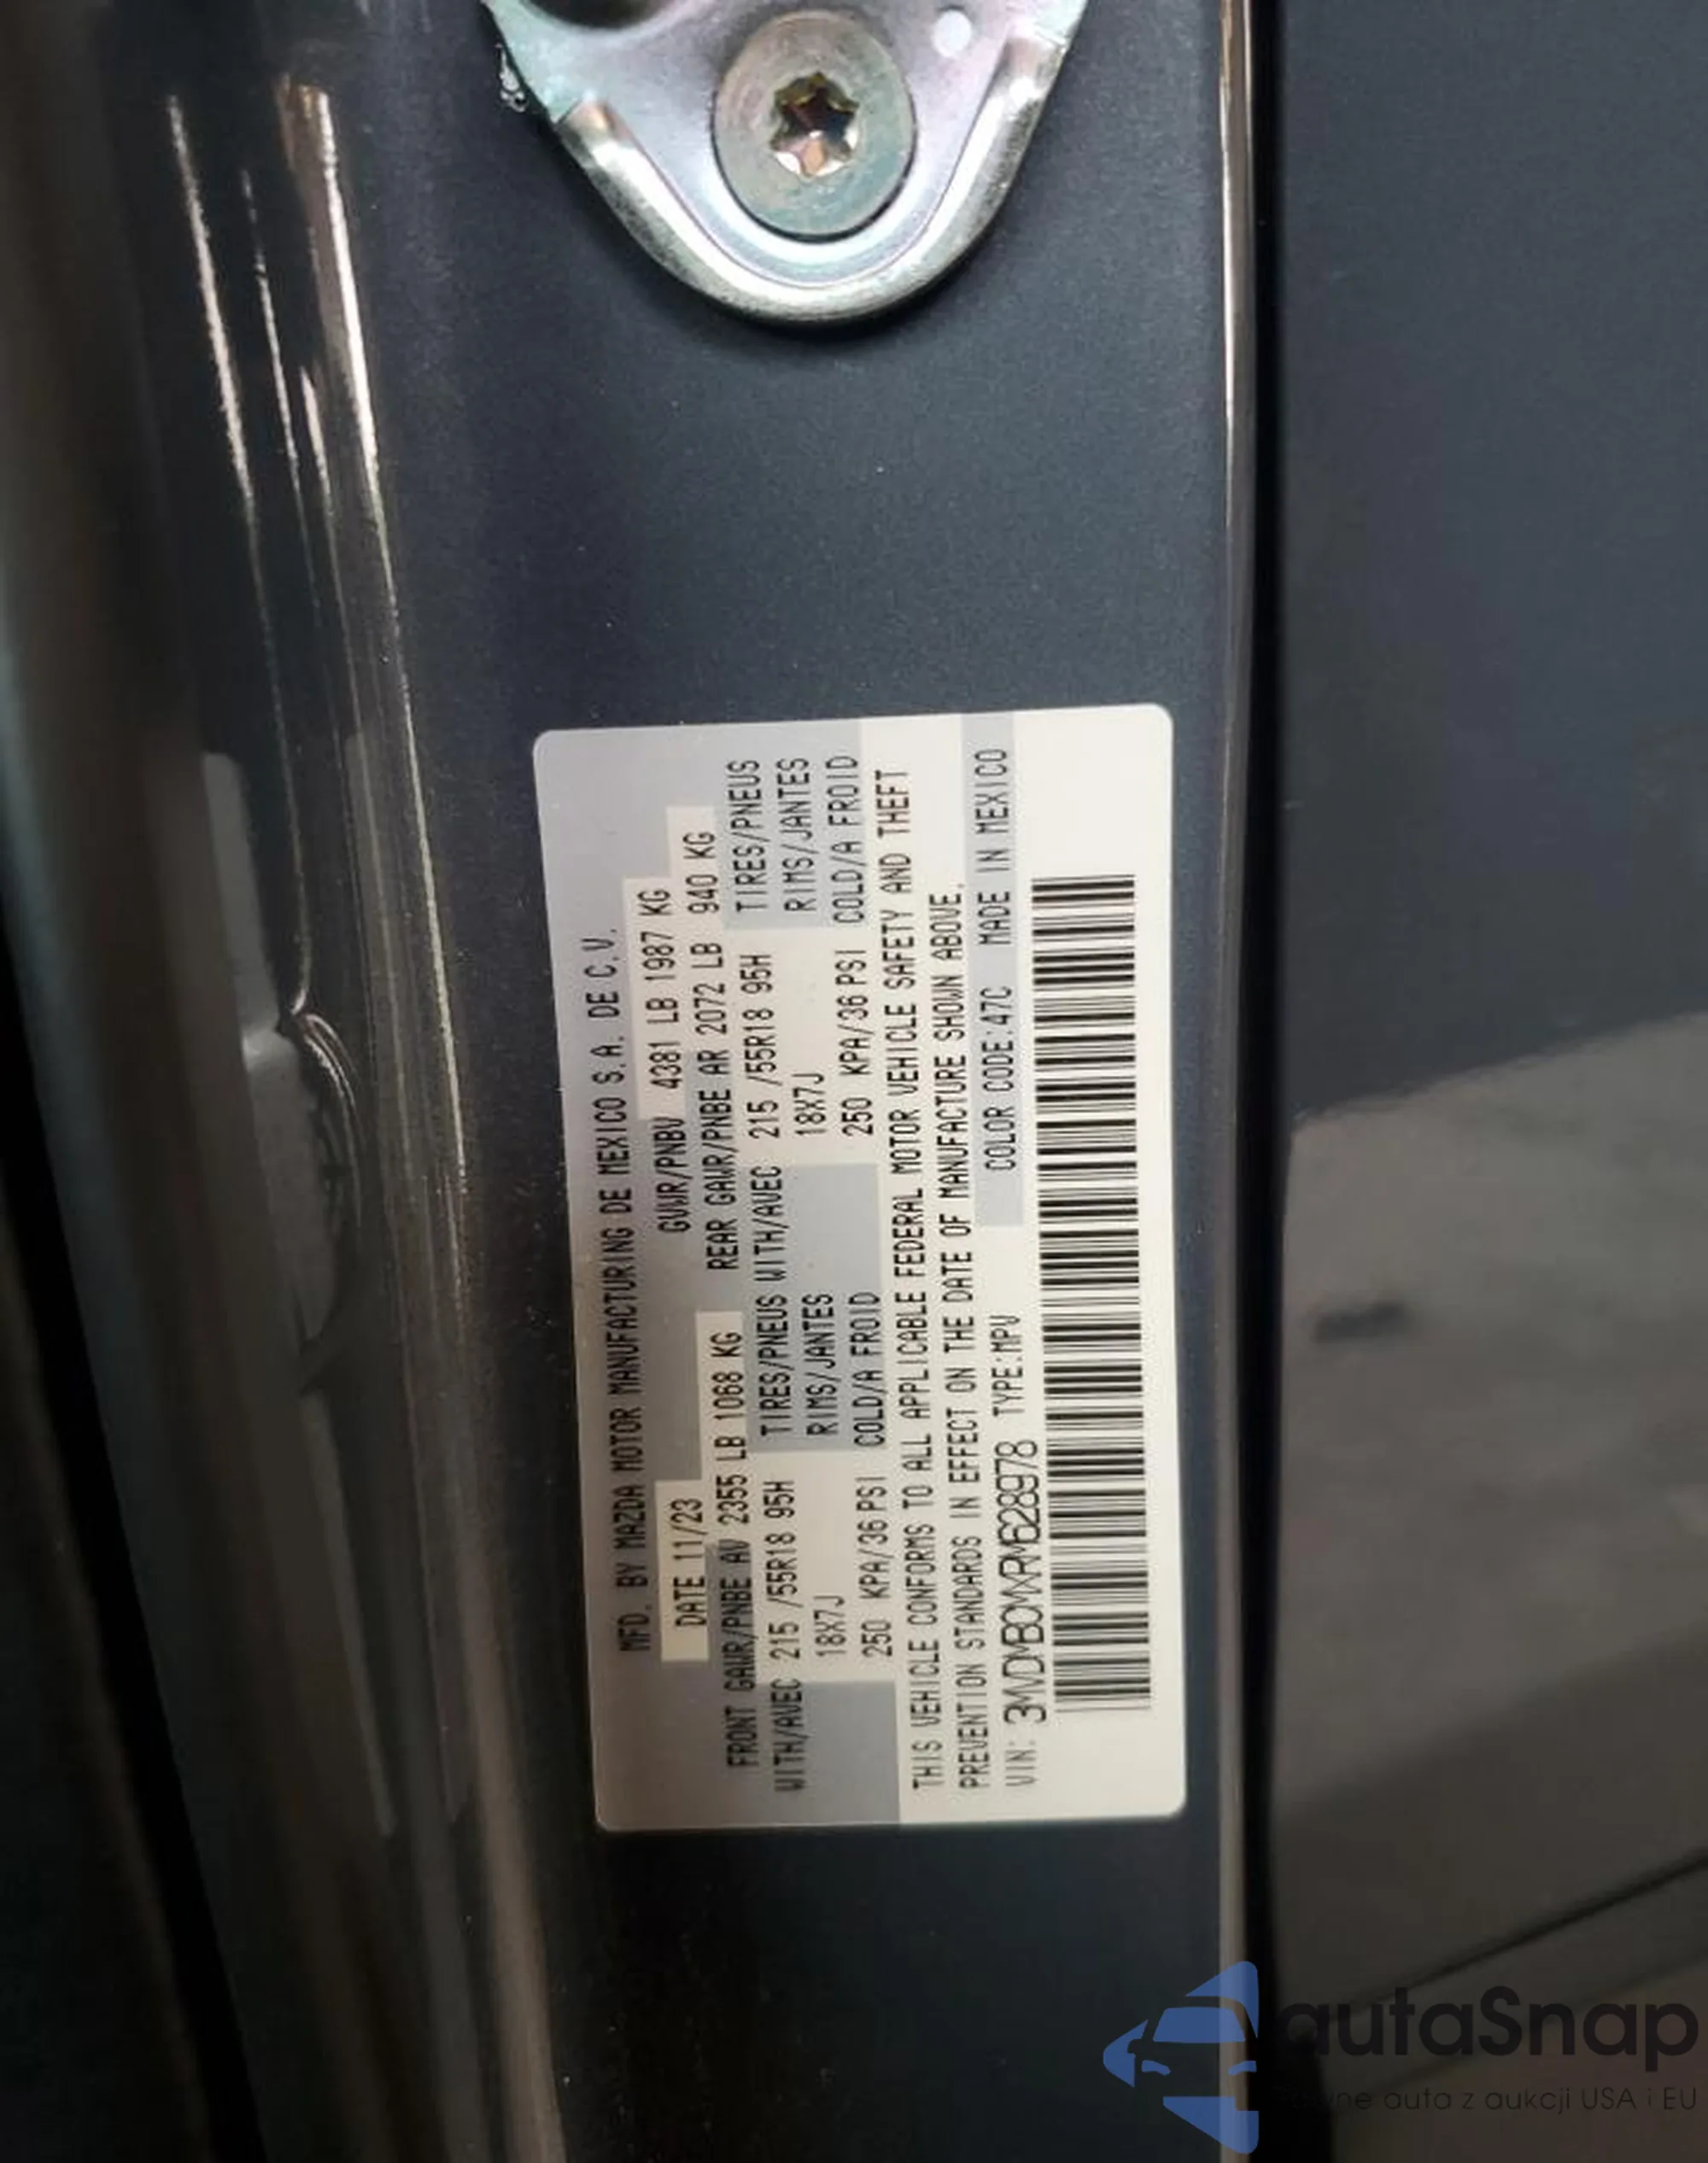 MFD. BY MAZDA MOTOR MANUFACTURING DE MEXICO S.A. DE C.V.
DATE 11/23 GVWR/PNBV 4381 LB 1987 KG
FRONT GAWR/PNBE AV 2355 LB 1068 KG REAR GAWR/PNBE AR 2072 LB 940 KG
WITH/AVEC 215 /55R18 95H TIRES/PNEUS WITH/AVEC 215 /55R18 95H TIRES/PNEUS
18X7J RIMS/JANTES 18X7J RIMS/JANTES
250 KPA/36 PSI COLD/A FROID 250 KPA/36 PSI COLD/A FROID
THIS VEHICLE CONFORMS TO ALL APPLICABLE FEDERAL MOTOR VEHICLE SAFETY AND THEFT
PREVENTION STANDARDS IN EFFECT ON THE DATE OF MANUFACTURE SHOWN ABOVE.
VIN: 3MVDMBCMXRM628978 TYPE:MPV COLOR CODE:47C MADE IN MEXICO
autaSnap
auta z aukcji USA i EU